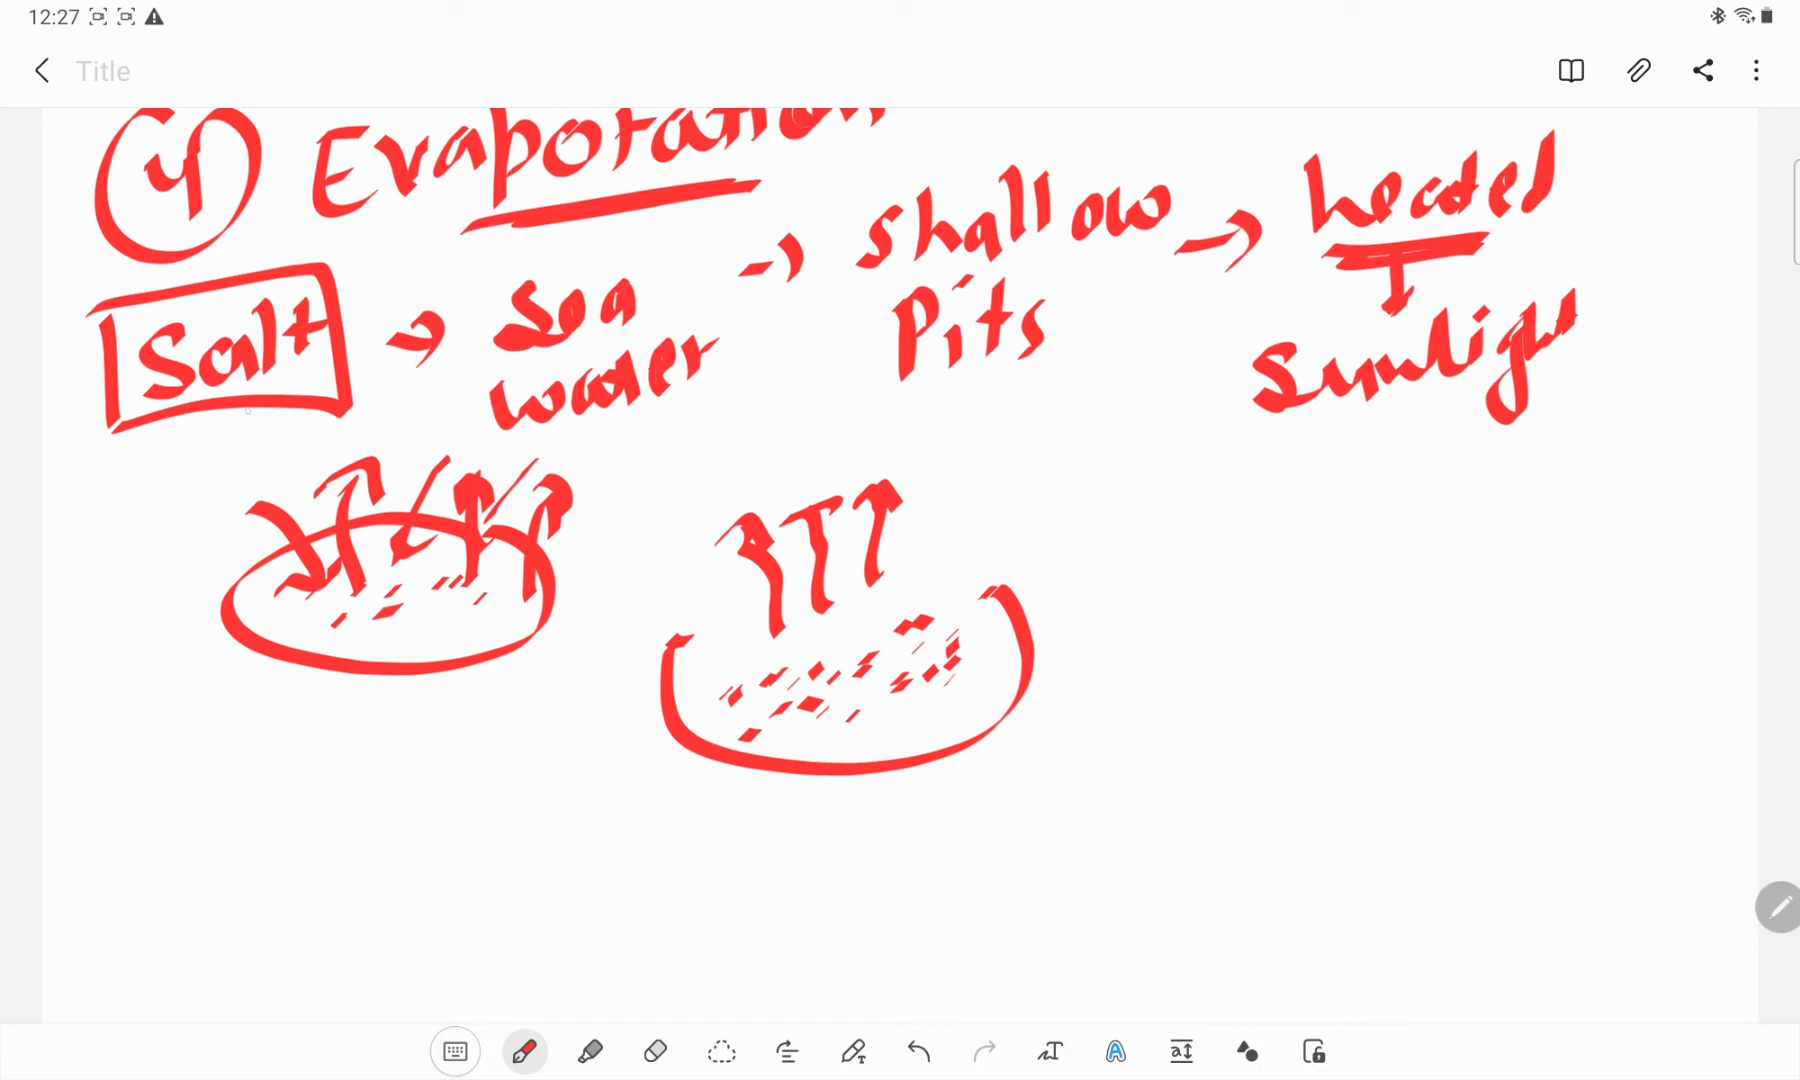 12:27
Title
4 Evaporation
Salt → Sea water → Shallow Pits → heated
Sunlight